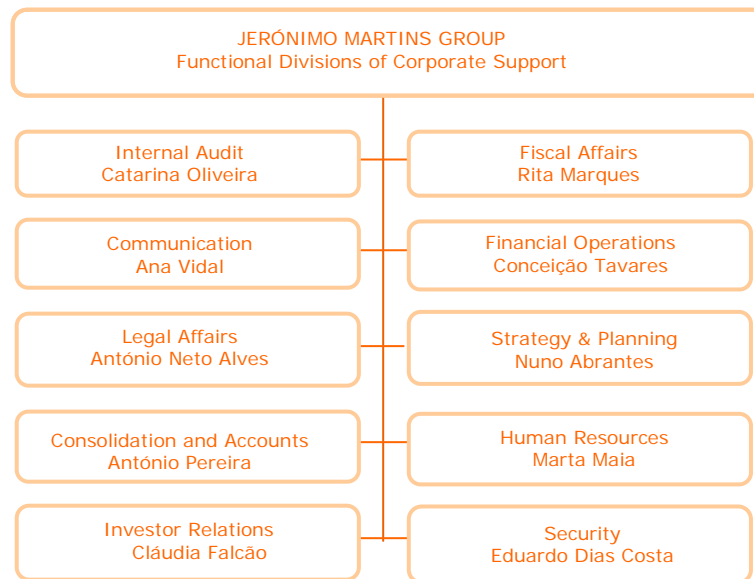 JERÓNIMO MARTINS GROUP
Functional Divisions of Corporate Support
Internal Audit
Catarina Oliveira
Fiscal Affairs
Rita Marques
Communication
Ana Vidal
Financial Operations
Conceição Tavares
Legal Affairs
António Neto Alves
Strategy & Planning
Nuno Abrantes
Consolidation and Accounts
António Pereira
Human Resources
Marta Maia
Investor Relations
Cláudia Falcão
Security
Eduardo Dias Costa